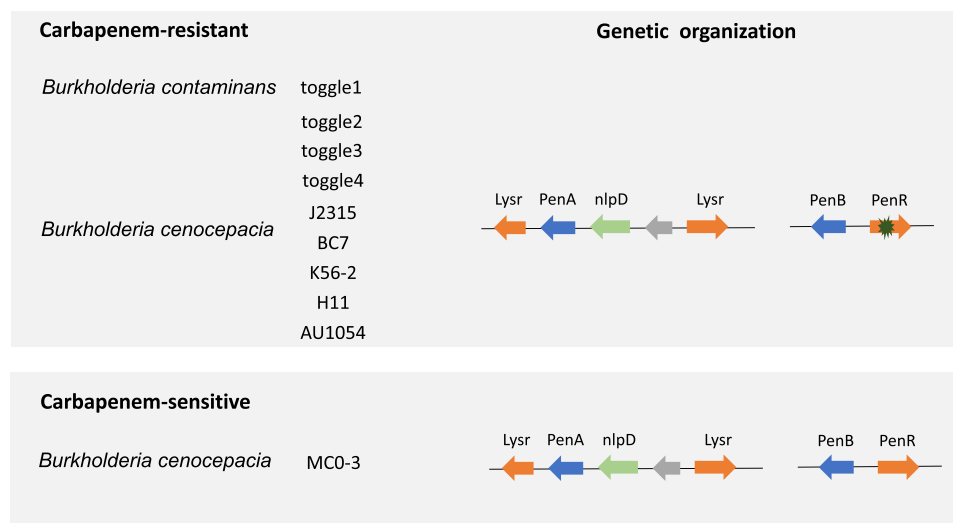 Carbapenem-resistant
Genetic organization
Burkholderia contaminans toggle1
toggle2
toggle3
toggle4
Lysr PenA nlpD Lysr PenB PenR
J2315
Burkholderia cenocepacia
BC7
K56-2
H11
AU1054
Carbapenem-sensitive
Lysr PenA nlpD Lysr PenB PenR
Burkholderia cenocepacia MC0-3